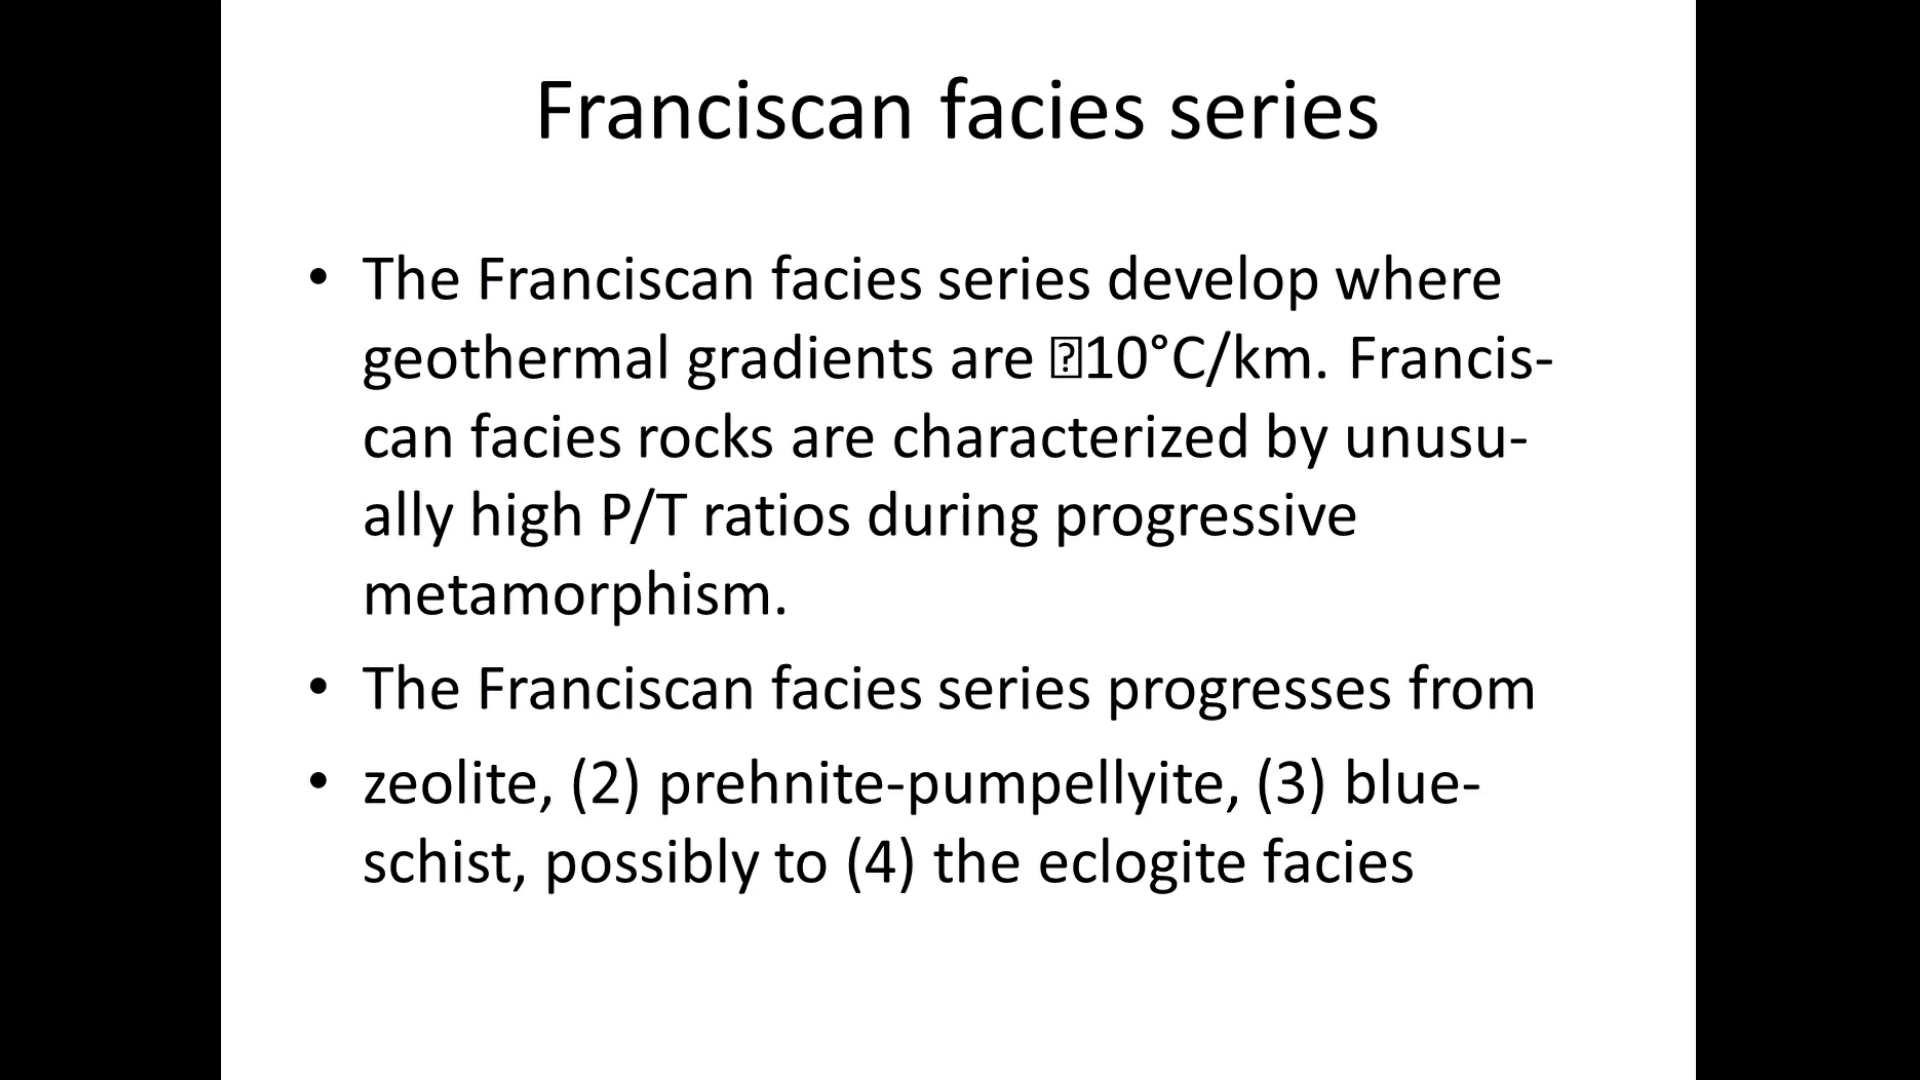 Franciscan facies series
• The Franciscan facies series develop where
geothermal gradients are 10°C/km. Francis-
can facies rocks are characterized by unusu-
ally high P/T ratios during progressive
metamorphism.
• The Franciscan facies series progresses from
• zeolite, (2) prehnite-pumpellyite, (3) blue-
schist, possibly to (4) the eclogite facies